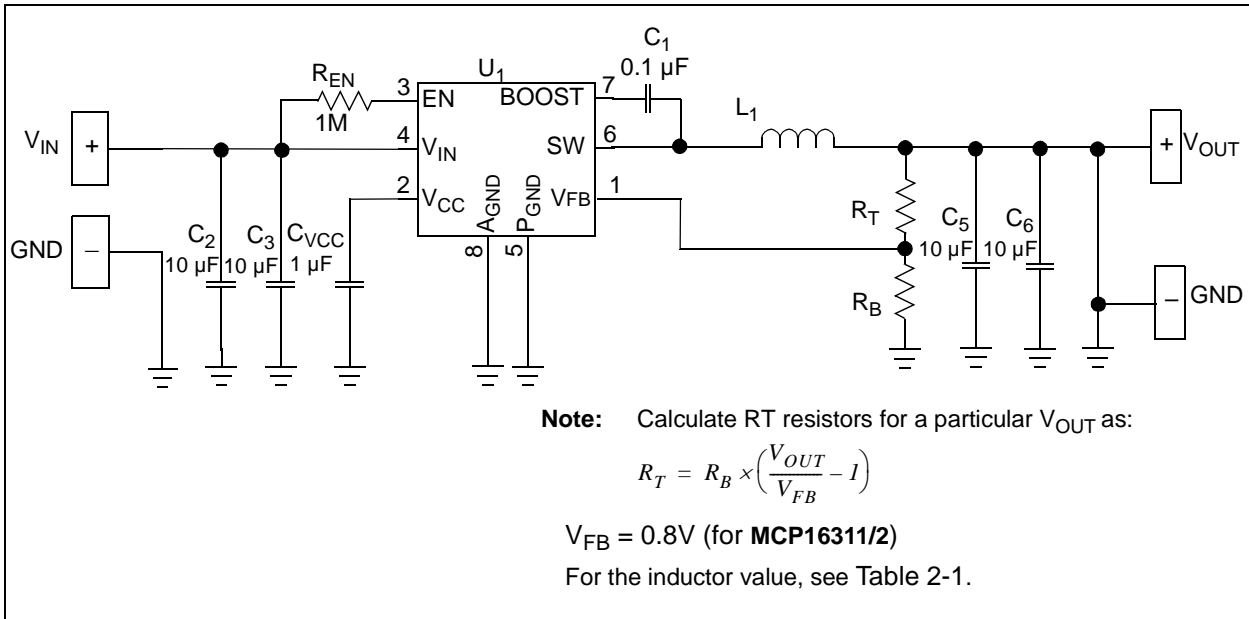 C1
0.1 µF
U1
REN
1M
3
EN
BOOST
7
VIN
+
4
VIN
SW
6
L1
+
VOUT
2
VCC
AGND
PGND
VFB
1
8
5
GND
–
C2
10 µF
C3
10 µF
CVCC
1 µF
RT
RB
C5
10 µF
C6
10 µF
–
GND
Note: Calculate RT resistors for a particular VOUT as:
RT = RB × (VOUT / VFB – 1)
VFB = 0.8V (for MCP16311/2)
For the inductor value, see Table 2-1.